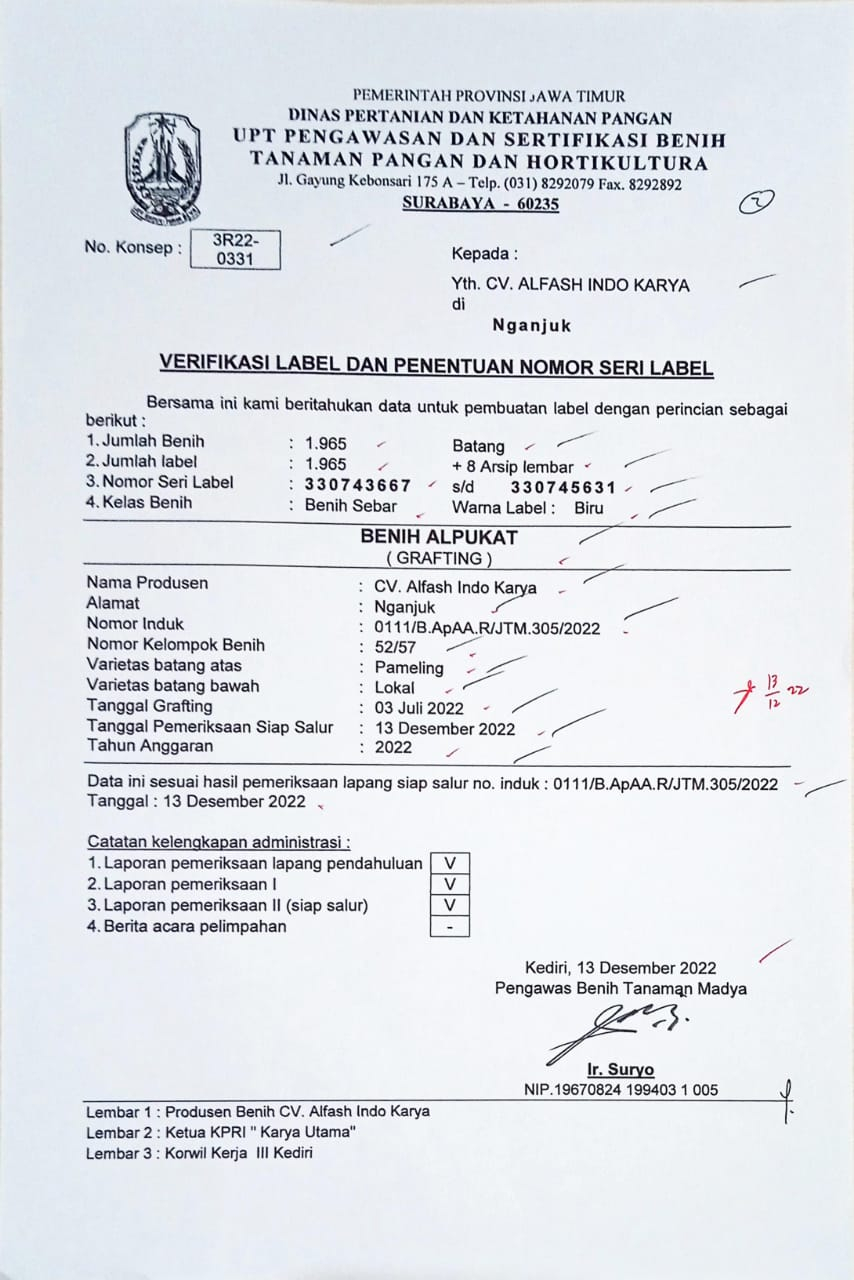 PEMERINTAH PROVINSI JAWA TIMUR
DINAS PERTANIAN DAN KETAHANAN PANGAN
UPT PENGAWASAN DAN SERTIFIKASI BENIH
TANAMAN PANGAN DAN HORTIKULTURA
Jl. Gayung Kebonsari 175 A – Telp. (031) 8292079 Fax. 8292892
SURABAYA - 60235
2
No. Konsep : 3R22-
0331
Kepada :
Yth. CV. ALFASH INDO KARYA
di
Nganjuk
VERIFIKASI LABEL DAN PENENTUAN NOMOR SERI LABEL
Bersama ini kami beritahukan data untuk pembuatan label dengan perincian sebagai
berikut :
1. Jumlah Benih : 1.965 Batang
2. Jumlah label : 1.965 + 8 Arsip lembar
3. Nomor Seri Label : 330743667 s/d 330745631
4. Kelas Benih : Benih Sebar Warna Label : Biru
BENIH ALPUKAT
( GRAFTING )
Nama Produsen : CV. Alfash Indo Karya
Alamat : Nganjuk
Nomor Induk : 0111/B.ApAA.R/JTM.305/2022
Nomor Kelompok Benih : 52/57
Varietas batang atas : Pameling
Varietas batang bawah : Lokal
Tanggal Grafting : 03 Juli 2022
Tanggal Pemeriksaan Siap Salur : 13 Desember 2022
Tahun Anggaran : 2022
13/12 22
Data ini sesuai hasil pemeriksaan lapang siap salur no. induk : 0111/B.ApAA.R/JTM.305/2022
Tanggal : 13 Desember 2022
Catatan kelengkapan administrasi :
1. Laporan pemeriksaan lapang pendahuluan V
2. Laporan pemeriksaan I V
3. Laporan pemeriksaan II (siap salur) V
4. Berita acara pelimpahan -
Kediri, 13 Desember 2022
Pengawas Benih Tanaman Madya
Ir. Suryo
NIP.19670824 199403 1 005
Lembar 1 : Produsen Benih CV. Alfash Indo Karya
Lembar 2 : Ketua KPRI " Karya Utama"
Lembar 3 : Korwil Kerja III Kediri